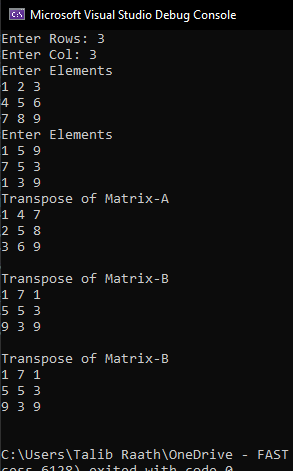 Microsoft Visual Studio Debug Console
Enter Rows: 3
Enter Col: 3
Enter Elements
1 2 3
4 5 6
7 8 9
Enter Elements
1 5 9
7 5 3
1 3 9
Transpose of Matrix-A
1 4 7
2 5 8
3 6 9
Transpose of Matrix-B
1 7 1
5 5 3
9 3 9
Transpose of Matrix-B
1 7 1
5 5 3
9 3 9
C:\Users\Talib Raath\OneDrive - FAST
cess 6128) exited with code 0